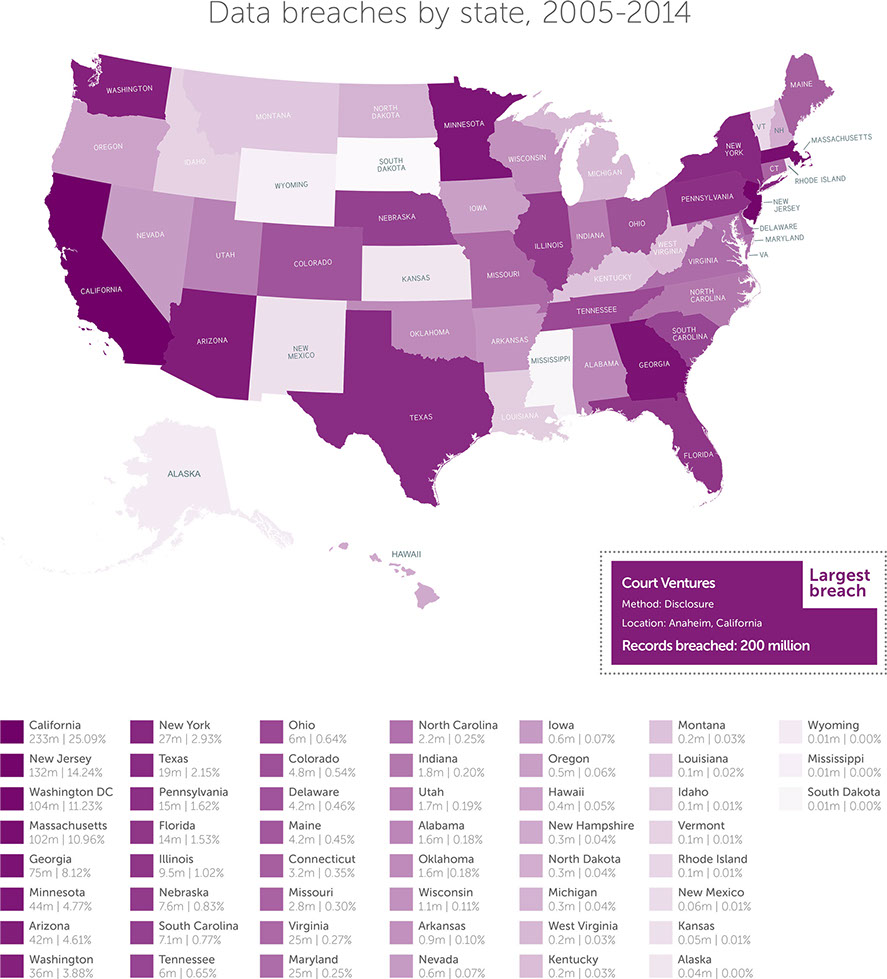 Data breaches by state, 2005-2014
WASHINGTON
OREGON
IDAHO
MONTANA
NORTH
DAKOTA
MINNESOTA
SOUTH
DAKOTA
WYOMING
WISCONSIN
MICHIGAN
NEW
YORK
VT
NH
MAINE
MASSACHUSETTS
CT
RHODE ISLAND
PENNSYLVANIA
NEW
JERSEY
DELAWARE
MARYLAND
VA
NEBRASKA
IOWA
NEVADA
UTAH
COLORADO
CALIFORNIA
KANSAS
MISSOURI
ILLINOIS
INDIANA
OHIO
WEST
VIRGINIA
VIRGINIA
KENTUCKY
NORTH
CAROLINA
TENNESSEE
SOUTH
CAROLINA
ARIZONA
NEW
MEXICO
OKLAHOMA
ARKANSAS
MISSISSIPPI
ALABAMA
GEORGIA
TEXAS
LOUISIANA
FLORIDA
ALASKA
HAWAII
Largest
breach
Court Ventures
Method: Disclosure
Location: Anaheim, California
Records breached: 200 million
California
233m | 25.09%
New Jersey
132m | 14.24%
Washington DC
104m | 11.23%
Massachusetts
102m | 10.96%
Georgia
75m | 8.12%
Minnesota
44m | 4.77%
Arizona
42m | 4.61%
Washington
36m | 3.88%
New York
27m | 2.93%
Texas
19m | 2.15%
Pennsylvania
15m | 1.62%
Florida
14m | 1.53%
Illinois
9.5m | 1.02%
Nebraska
7.6m | 0.83%
South Carolina
7.1m | 0.77%
Tennessee
6m | 0.65%
Ohio
6m | 0.64%
Colorado
4.8m | 0.54%
Delaware
4.2m | 0.46%
Maine
4.2m | 0.45%
Connecticut
3.2m | 0.35%
Missouri
2.8m | 0.30%
Virginia
25m | 0.27%
Maryland
25m | 0.25%
North Carolina
2.2m | 0.25%
Indiana
1.8m | 0.20%
Utah
1.7m | 0.19%
Alabama
1.6m | 0.18%
Oklahoma
1.6m |0.18%
Wisconsin
1.1m | 0.11%
Arkansas
0.9m | 0.10%
Nevada
0.6m | 0.07%
Iowa
0.6m | 0.07%
Oregon
0.5m | 0.06%
Hawaii
0.4m | 0.05%
New Hampshire
0.3m | 0.04%
North Dakota
0.3m | 0.04%
Michigan
0.3m | 0.04%
West Virginia
0.2m | 0.03%
Kentucky
0.2m | 0.03%
Montana
0.2m | 0.03%
Louisiana
0.1m | 0.02%
Idaho
0.1m | 0.01%
Vermont
0.1m | 0.01%
Rhode Island
0.1m | 0.01%
New Mexico
0.06m | 0.01%
Kansas
0.05m | 0.01%
Alaska
0.04m | 0.00%
Wyoming
0.01m | 0.00%
Mississippi
0.01m | 0.00%
South Dakota
0.01m | 0.00%